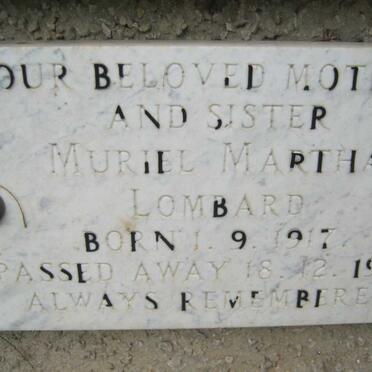 OUR BELOVED MOT
AND SISTER
MURIEL MARTHA
LOMBARD
BORN 1. 9. 1917.
PASSED AWAY 18. 12. 19
ALWAYS REMEMBERE